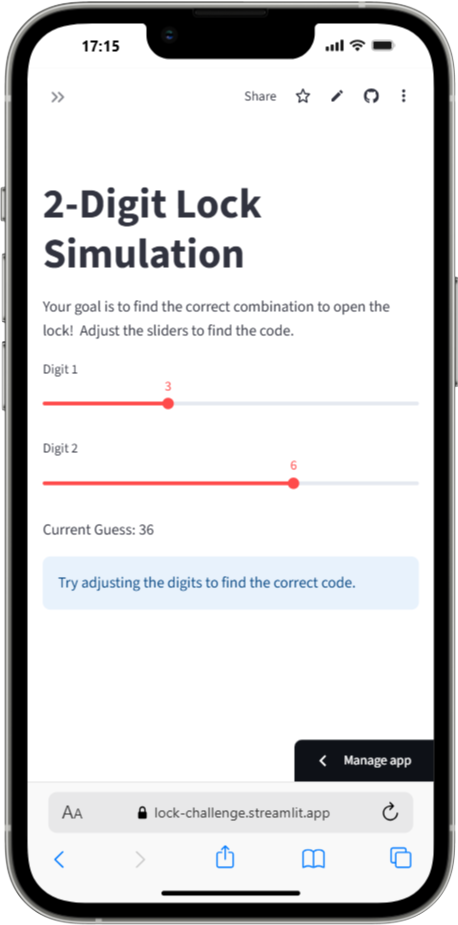 17:15
Share
2-Digit Lock
Simulation
Your goal is to find the correct combination to open the
lock! Adjust the sliders to find the code.
Digit 1
3
Digit 2
6
Current Guess: 36
Try adjusting the digits to find the correct code.
Manage app
AA lock-challenge.streamlit.app